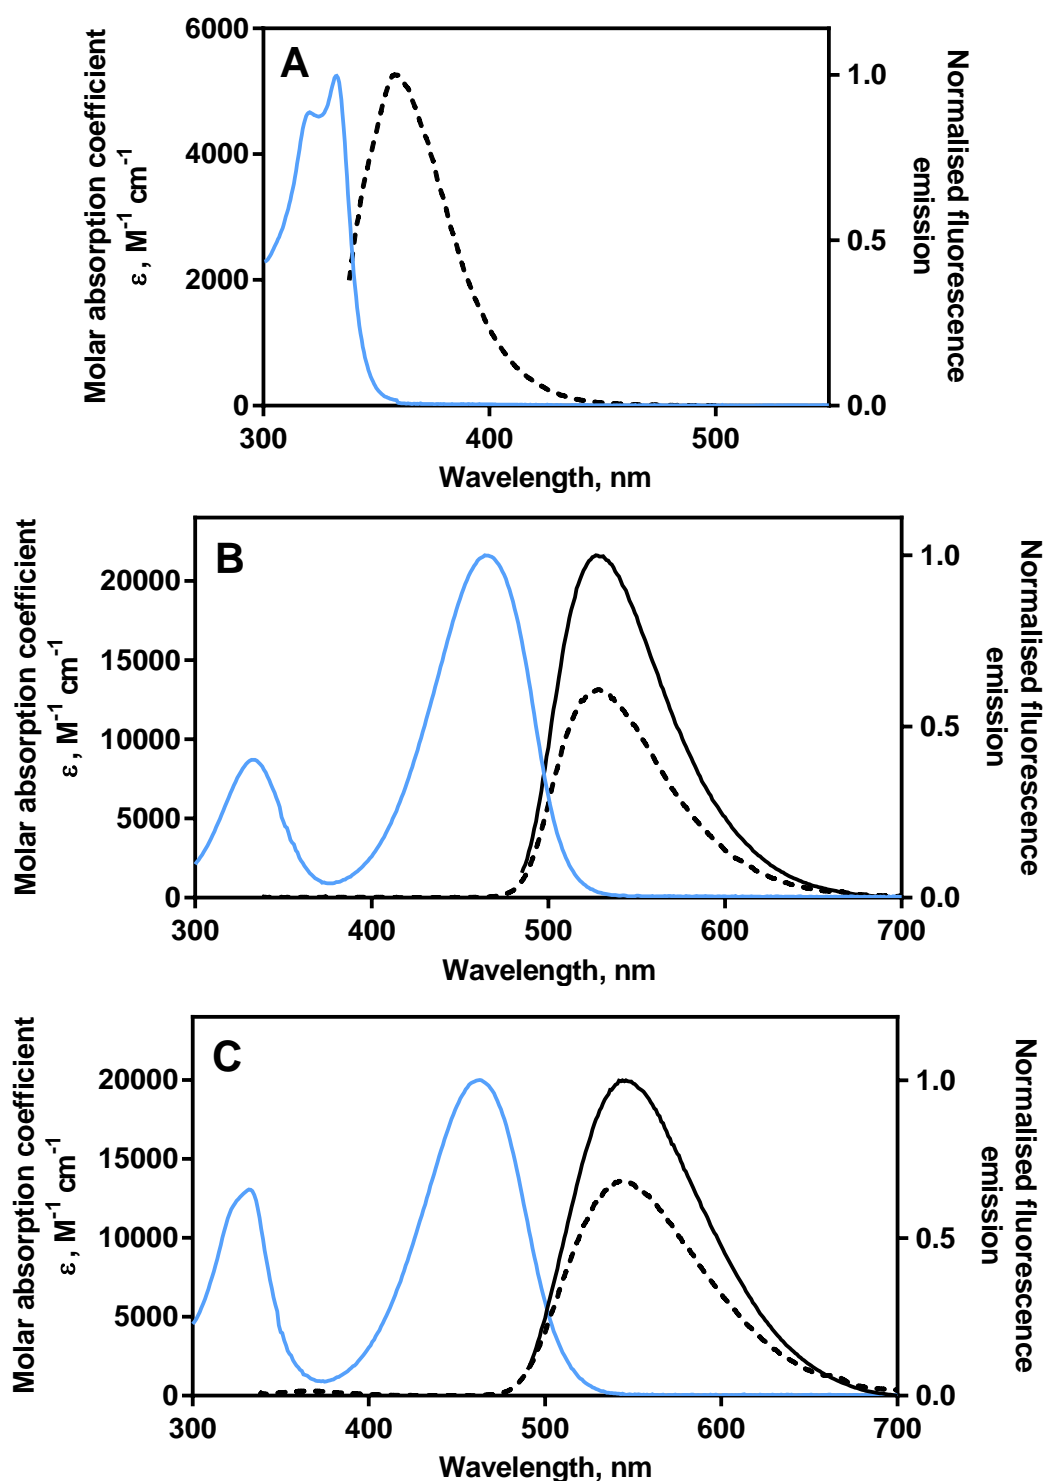 A
Molar absorption coefficient
ε , M⁻¹ cm⁻¹
6000
4000
2000
0
300
400
500
Wavelength, nm
1.0
0.5
0.0
Normalised fluorescence
emission
B
Molar absorption coefficient
ε , M⁻¹ cm⁻¹
20000
15000
10000
5000
0
300
400
500
600
700
Wavelength, nm
1.0
0.5
0.0
Normalised fluorescence
emission
C
Molar absorption coefficient
ε , M⁻¹ cm⁻¹
20000
15000
10000
5000
0
300
400
500
600
700
Wavelength, nm
1.0
0.5
0.0
Normalised fluorescence
emission